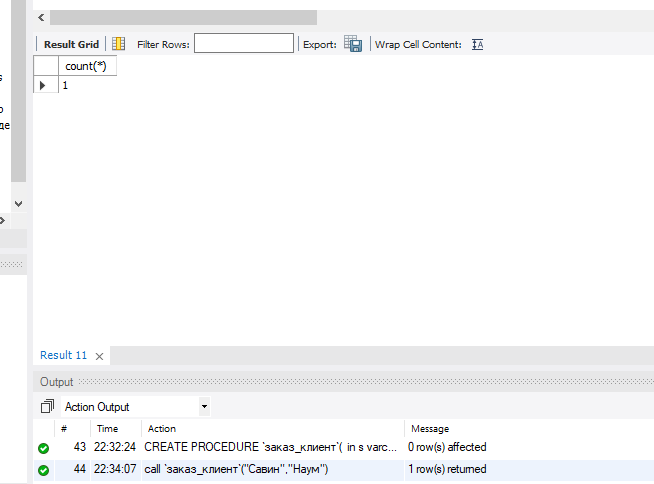 s
о
де
Result Grid Filter Rows: Export: Wrap Cell Content: IA
count(*)
1
Result 11
Output
Action Output
# Time Action Message
43 22:32:24 CREATE PROCEDURE `заказ_клиент`( in s varc... 0 row(s) affected
44 22:34:07 call `заказ_клиент`("Савин","Наум") 1 row(s) returned